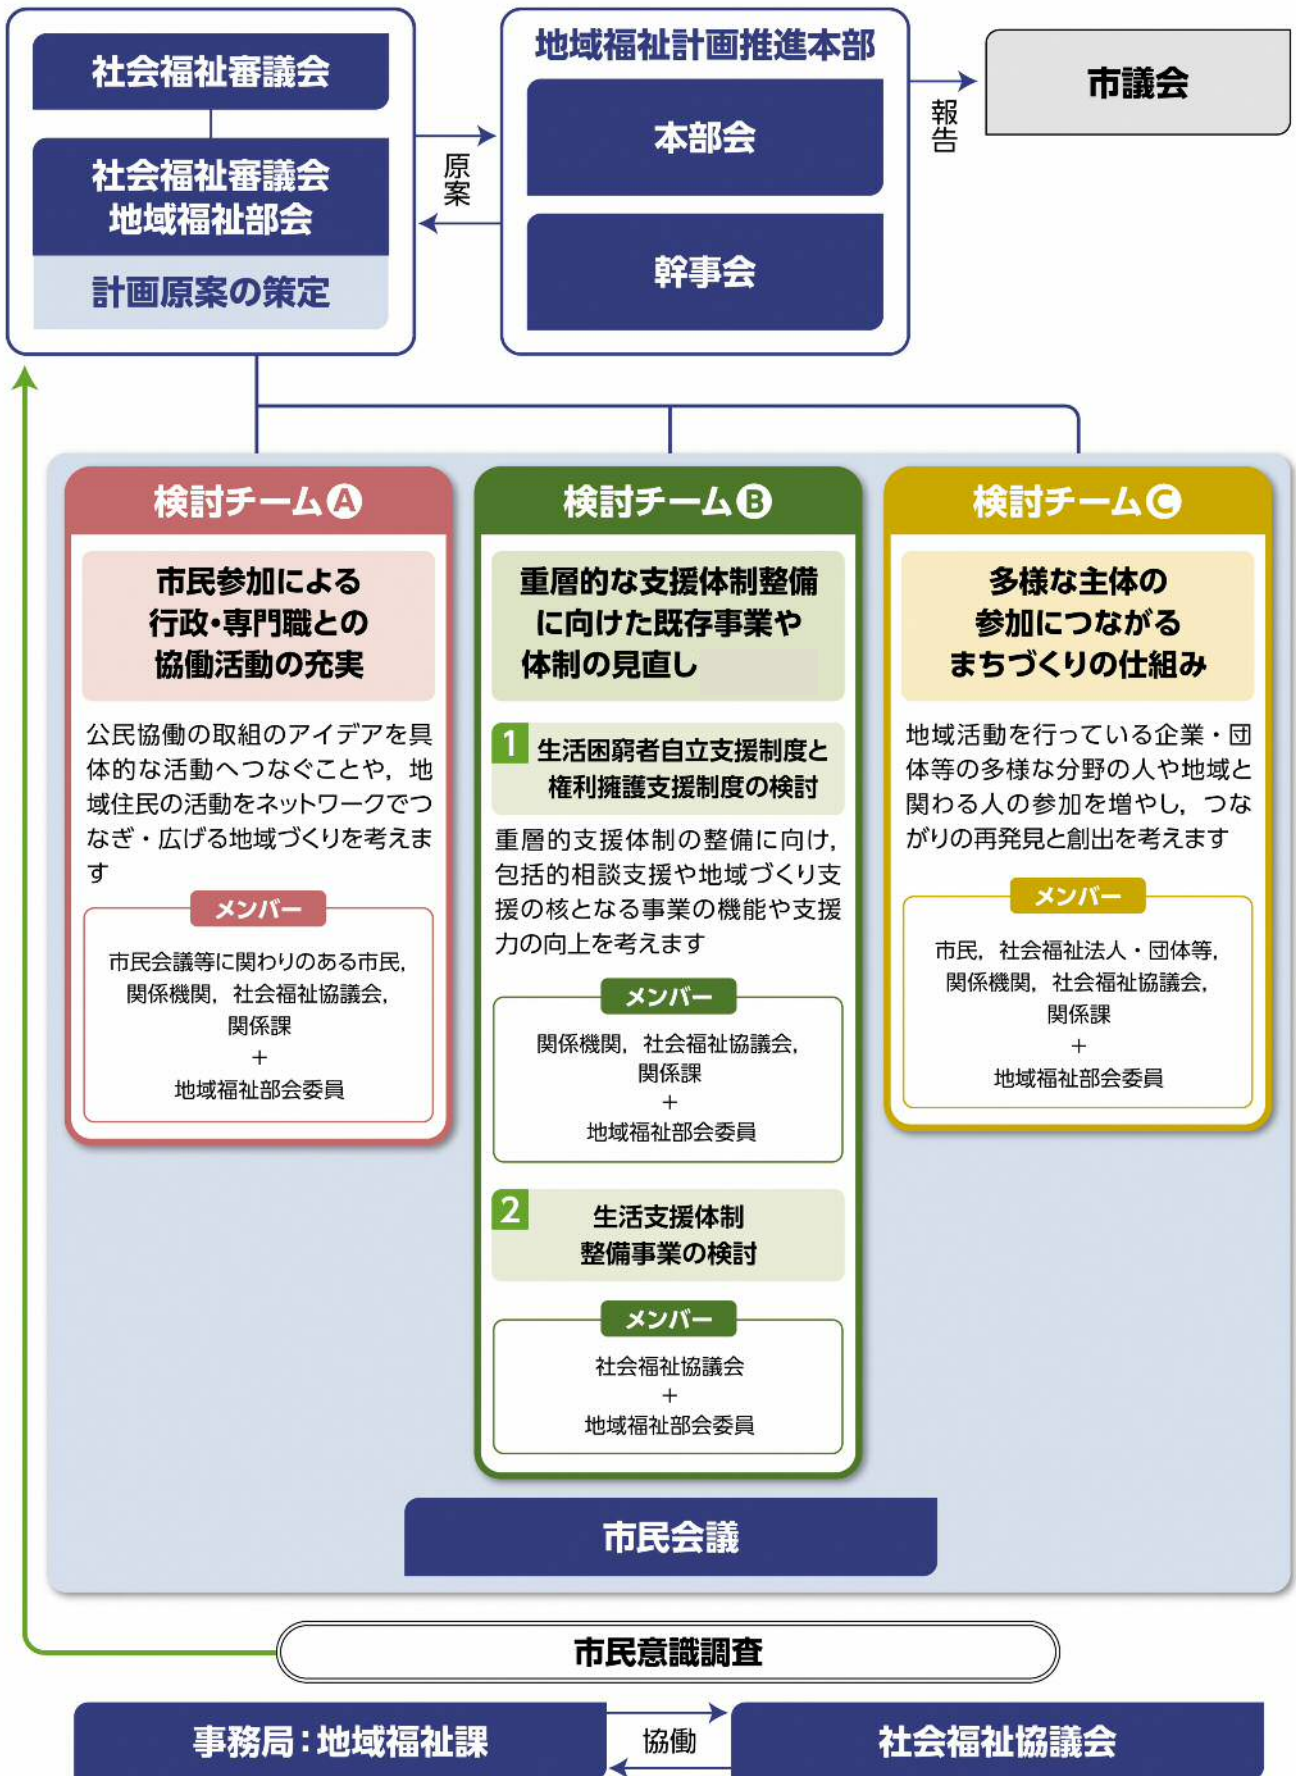 社会福祉審議会
社会福祉審議会
地域福祉部会
計画原案の策定
原案
地域福祉計画推進本部
本部会
幹事会
報告
市議会
検討チームA
市民参加による
行政・専門職との
協働活動の充実
公民協働の取組のアイデアを具
体的な活動へつなぐことや，地
域住民の活動をネットワークでつ
なぎ・広げる地域づくりを考えま
す
メンバー
市民会議等に関わりのある市民，
関係機関，社会福祉協議会，
関係課
+
地域福祉部会委員
検討チームB
重層的な支援体制整備
に向けた既存事業や
体制の見直し
1 生活困窮者自立支援制度と
権利擁護支援制度の検討
重層的支援体制の整備に向け，
包括的相談支援や地域づくり支
援の核となる事業の機能や支援
力の向上を考えます
メンバー
関係機関，社会福祉協議会，
関係課
+
地域福祉部会委員
2 生活支援体制
整備事業の検討
メンバー
社会福祉協議会
+
地域福祉部会委員
検討チームC
多様な主体の
参加につながる
まちづくりの仕組み
地域活動を行っている企業・団
体等の多様な分野の人や地域と
関わる人の参加を増やし，つな
がりの再発見と創出を考えます
メンバー
市民，社会福祉法人・団体等，
関係機関，社会福祉協議会，
関係課
+
地域福祉部会委員
市民会議
市民意識調査
事務局：地域福祉課
協働
社会福祉協議会